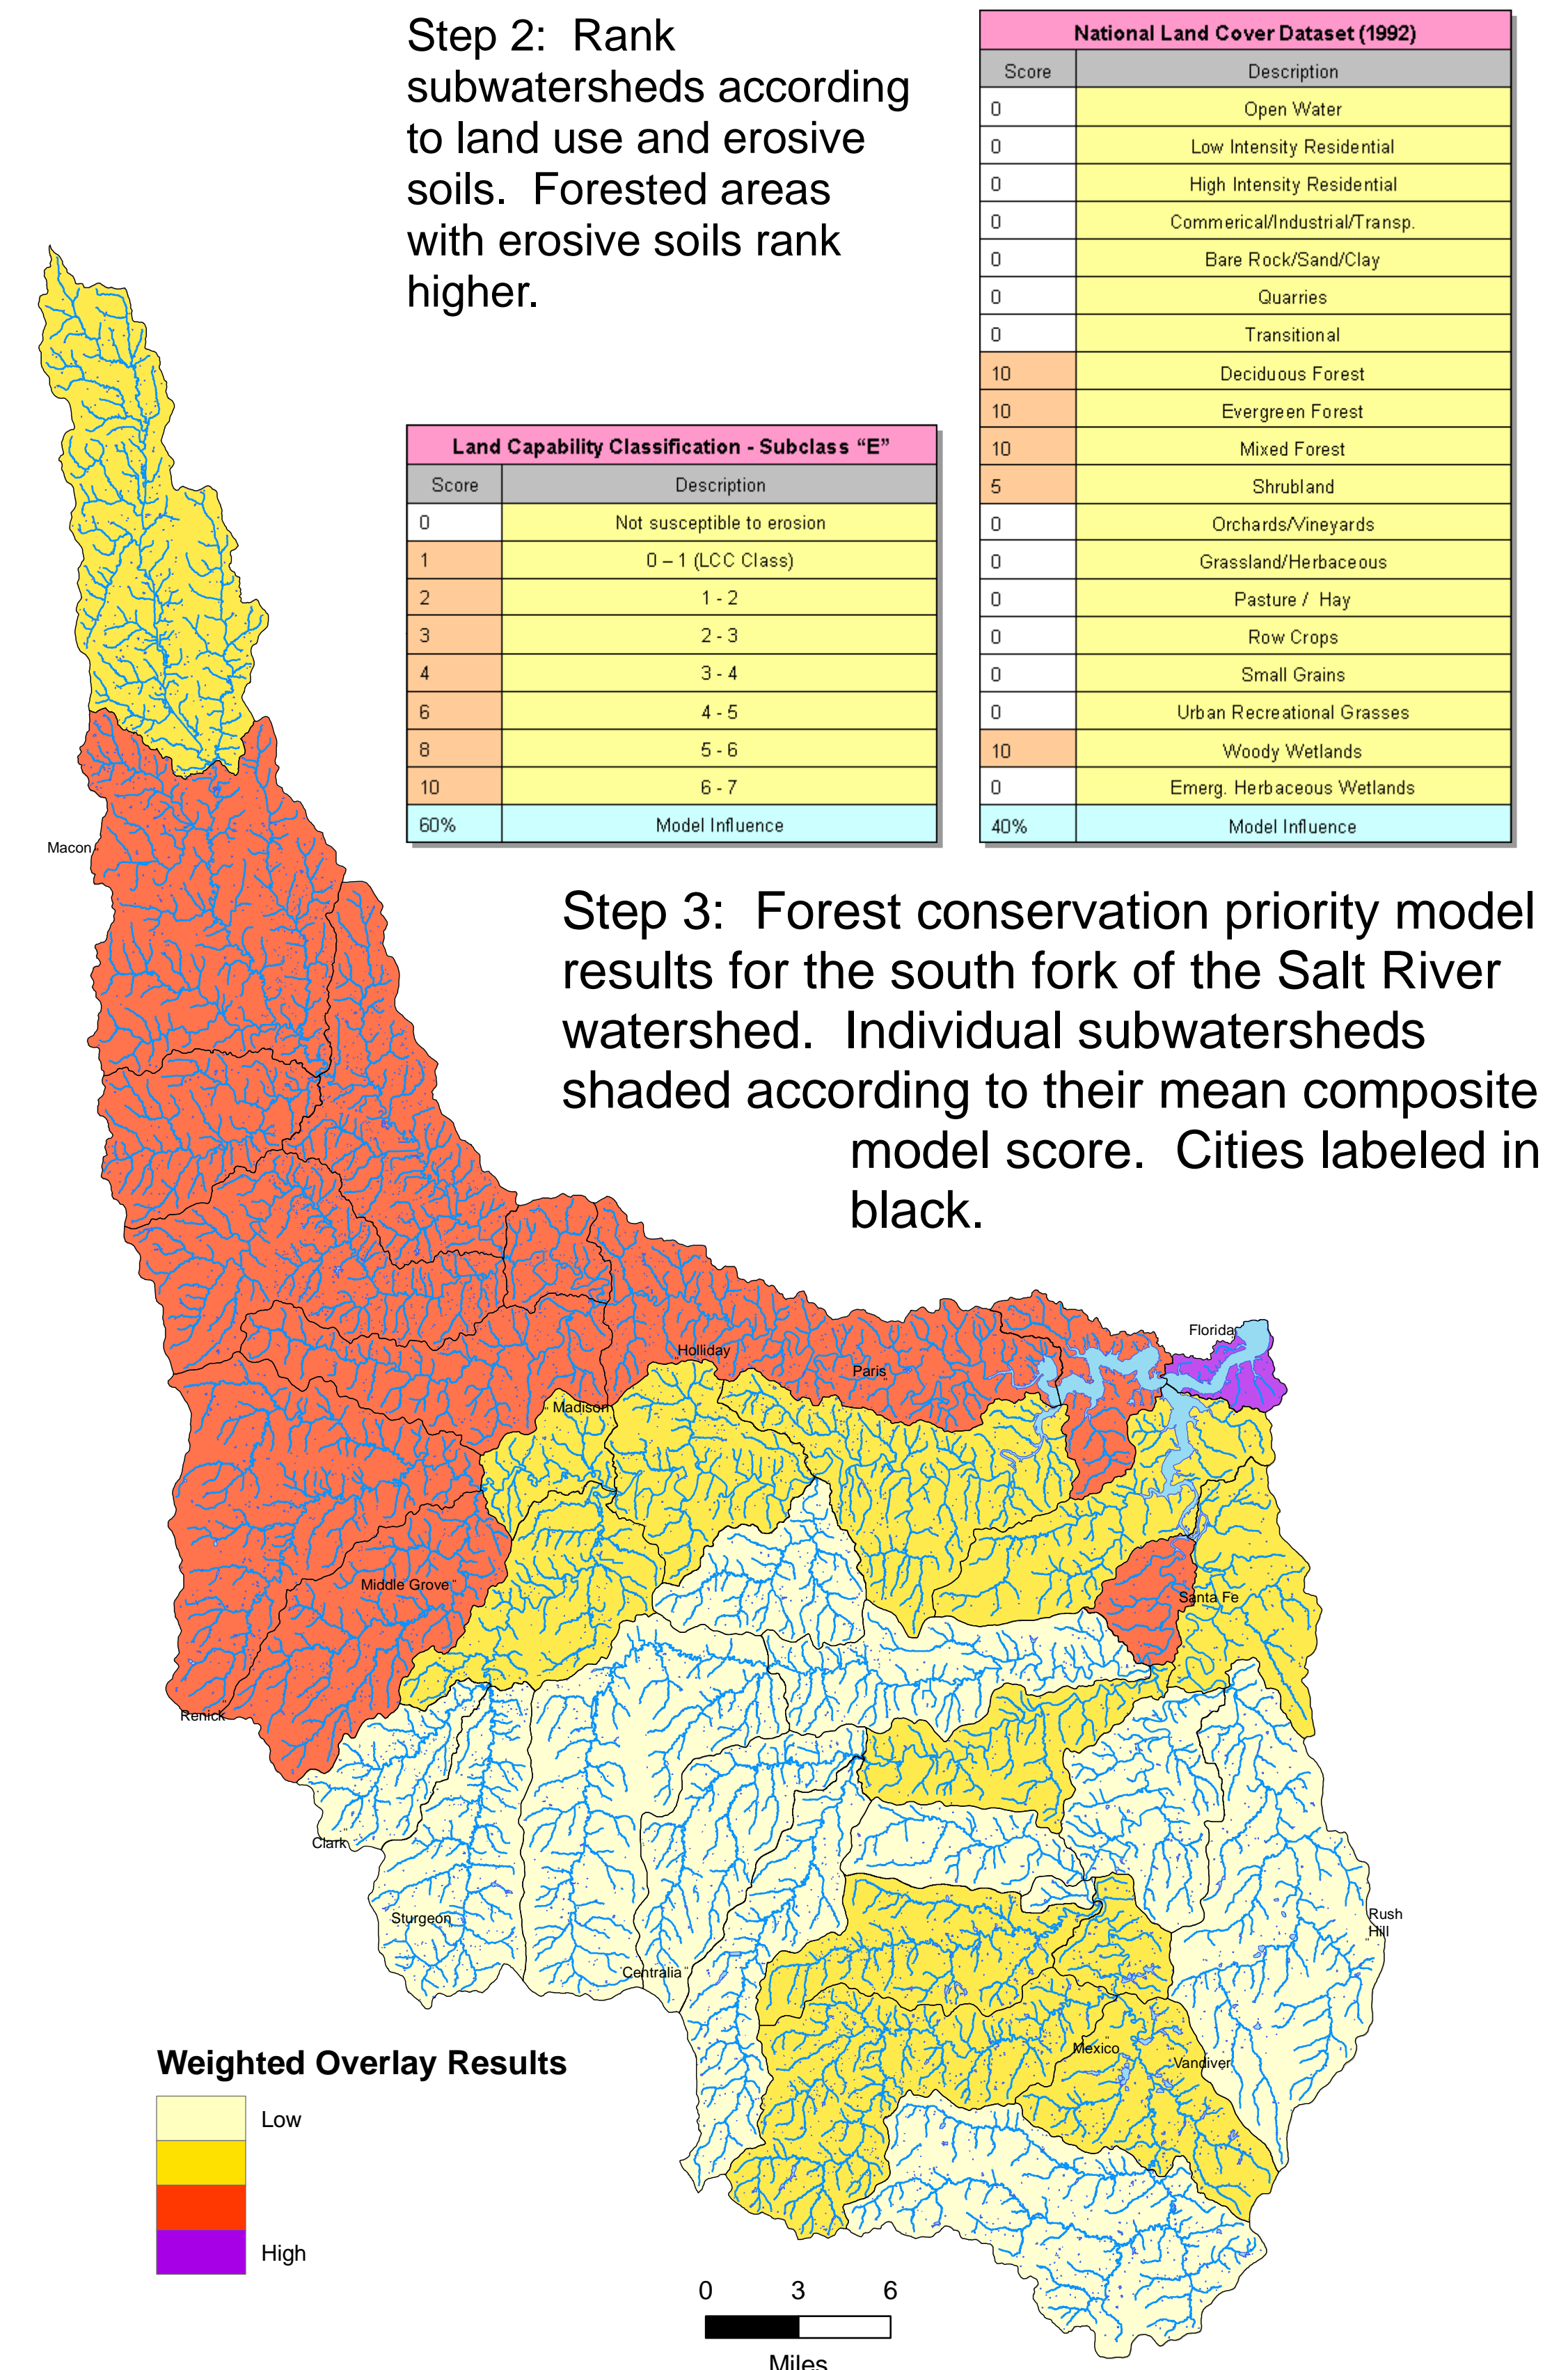 Step 2:  Rank
subwatersheds according
to land use and erosive
soils.  Forested areas
with erosive soils rank
higher.
National Land Cover Dataset (1992)
Score Description
0 Open Water
0 Low Intensity Residential
0 High Intensity Residential
0 Commerical/Industrial/Transp.
0 Bare Rock/Sand/Clay
0 Quarries
0 Transitional
10 Deciduous Forest
10 Evergreen Forest
10 Mixed Forest
5 Shrubland
0 Orchards/Vineyards
0 Grassland/Herbaceous
0 Pasture / Hay
0 Row Crops
0 Small Grains
0 Urban Recreational Grasses
10 Woody Wetlands
0 Emerg. Herbaceous Wetlands
40% Model Influence
Land Capability Classification - Subclass “E”
Score Description
0 Not susceptible to erosion
1 0 – 1 (LCC Class)
2 1 - 2
3 2 - 3
4 3 - 4
6 4 - 5
8 5 - 6
10 6 - 7
60% Model Influence
Step 3:  Forest conservation priority model
results for the south fork of the Salt River
watershed.  Individual subwatersheds
shaded according to their mean composite
model score.  Cities labeled in
black.
Macon
Florida
Holliday
Paris
Madison
Middle Grove
Santa Fe
Renick
Clark
Sturgeon
Rush
Hill
Centralia
Mexico
Vandiver
Weighted Overlay Results
Low
High
0 3 6
Miles